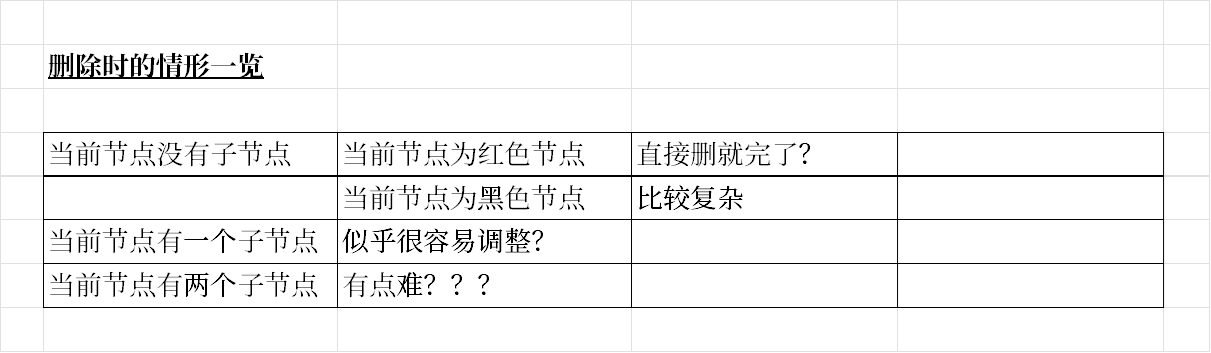 删除时的情形一览
当前节点没有子节点 当前节点为红色节点 直接删就完了？
当前节点为黑色节点 比较复杂
当前节点有一个子节点 似乎很容易调整？
当前节点有两个子节点 有点难？？？